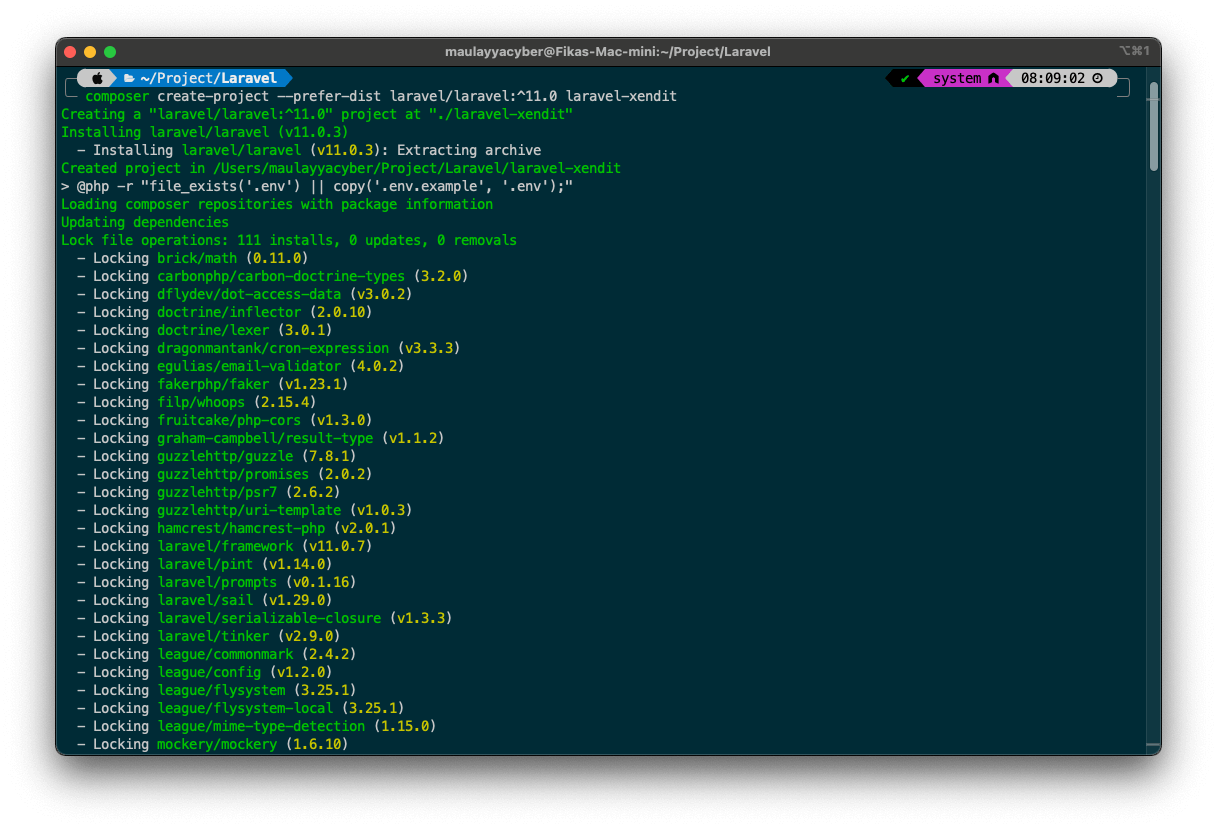 maulayyacyber@Fikas-Mac-mini:~/Project/Laravel ⌥⌘1
~/Project/Laravel ✔ system 08:09:02
composer create-project --prefer-dist laravel/laravel:^11.0 laravel-xendit
Creating a "laravel/laravel:^11.0" project at "./laravel-xendit"
Installing laravel/laravel (v11.0.3)
- Installing laravel/laravel (v11.0.3): Extracting archive
Created project in /Users/maulayyacyber/Project/Laravel/laravel-xendit
> @php -r "file_exists('.env') || copy('.env.example', '.env');"
Loading composer repositories with package information
Updating dependencies
Lock file operations: 111 installs, 0 updates, 0 removals
- Locking brick/math (0.11.0)
- Locking carbonphp/carbon-doctrine-types (3.2.0)
- Locking dflydev/dot-access-data (v3.0.2)
- Locking doctrine/inflector (2.0.10)
- Locking doctrine/lexer (3.0.1)
- Locking dragonmantank/cron-expression (v3.3.3)
- Locking egulias/email-validator (4.0.2)
- Locking fakerphp/faker (v1.23.1)
- Locking filp/whoops (2.15.4)
- Locking fruitcake/php-cors (v1.3.0)
- Locking graham-campbell/result-type (v1.1.2)
- Locking guzzlehttp/guzzle (7.8.1)
- Locking guzzlehttp/promises (2.0.2)
- Locking guzzlehttp/psr7 (2.6.2)
- Locking guzzlehttp/uri-template (v1.0.3)
- Locking hamcrest/hamcrest-php (v2.0.1)
- Locking laravel/framework (v11.0.7)
- Locking laravel/pint (v1.14.0)
- Locking laravel/prompts (v0.1.16)
- Locking laravel/sail (v1.29.0)
- Locking laravel/serializable-closure (v1.3.3)
- Locking laravel/tinker (v2.9.0)
- Locking league/commonmark (2.4.2)
- Locking league/config (v1.2.0)
- Locking league/flysystem (3.25.1)
- Locking league/flysystem-local (3.25.1)
- Locking league/mime-type-detection (1.15.0)
- Locking mockery/mockery (1.6.10)